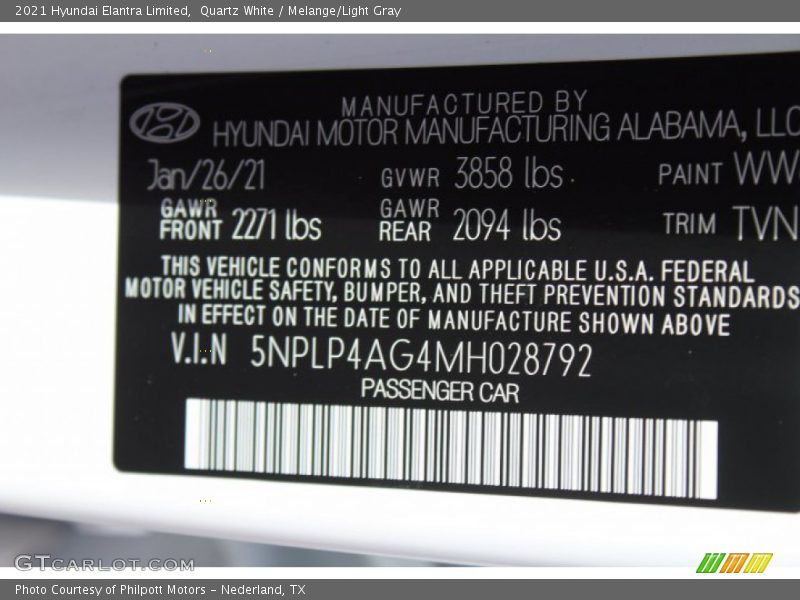 2021 Hyundai Elantra Limited, Quartz White / Melange/Light Gray
MANUFACTURED BY
HYUNDAI MOTOR MANUFACTURING ALABAMA, LLC
Jan/26/21 GVWR 3858 lbs. PAINT
GAWR FRONT 2271 lbs GAWR REAR 2094 lbs TRIM TVN
THIS VEHICLE CONFORMS TO ALL APPLICABLE U.S.A. FEDERAL
MOTOR VEHICLE SAFETY, BUMPER, AND THEFT PREVENTION STANDARDS
IN EFFECT ON THE DATE OF MANUFACTURE SHOWN ABOVE
V.I.N 5NPLP4AG4MH028792
PASSENGER CAR
GTCARLOT.COM
Photo Courtesy of Philpott Motors - Nederland, TX